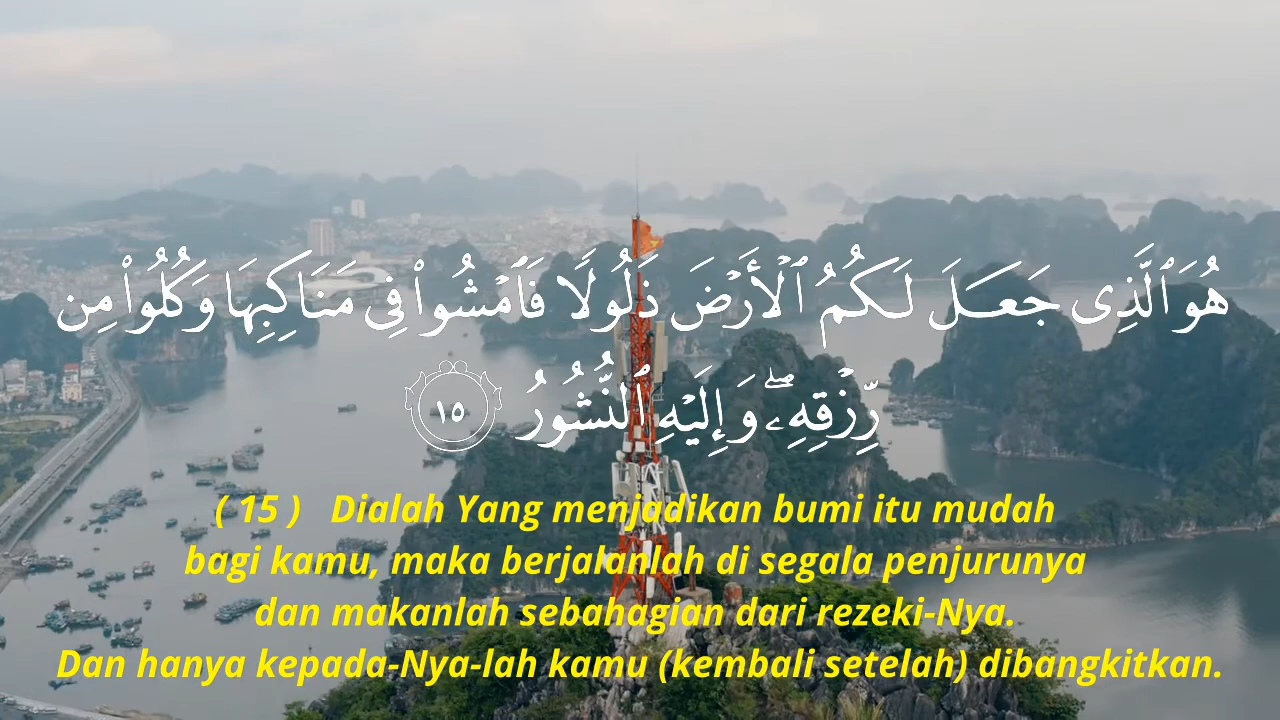 هُوَ ٱلَّذِى جَعَلَ لَكُمُ ٱلْأَرْضَ ذَلُولًا فَٱمْشُوا۟ فِى مَنَاكِبِهَا وَكُلُوا۟ مِن
رِّزْقِهِۦ ۖ وَإِلَيْهِ ٱلنُّشُورُ ١٥
( 15 ) Dialah Yang menjadikan bumi itu mudah
bagi kamu, maka berjalanlah di segala penjurunya
dan makanlah sebahagian dari rezeki-Nya.
Dan hanya kepada-Nya-lah kamu (kembali setelah) dibangkitkan.